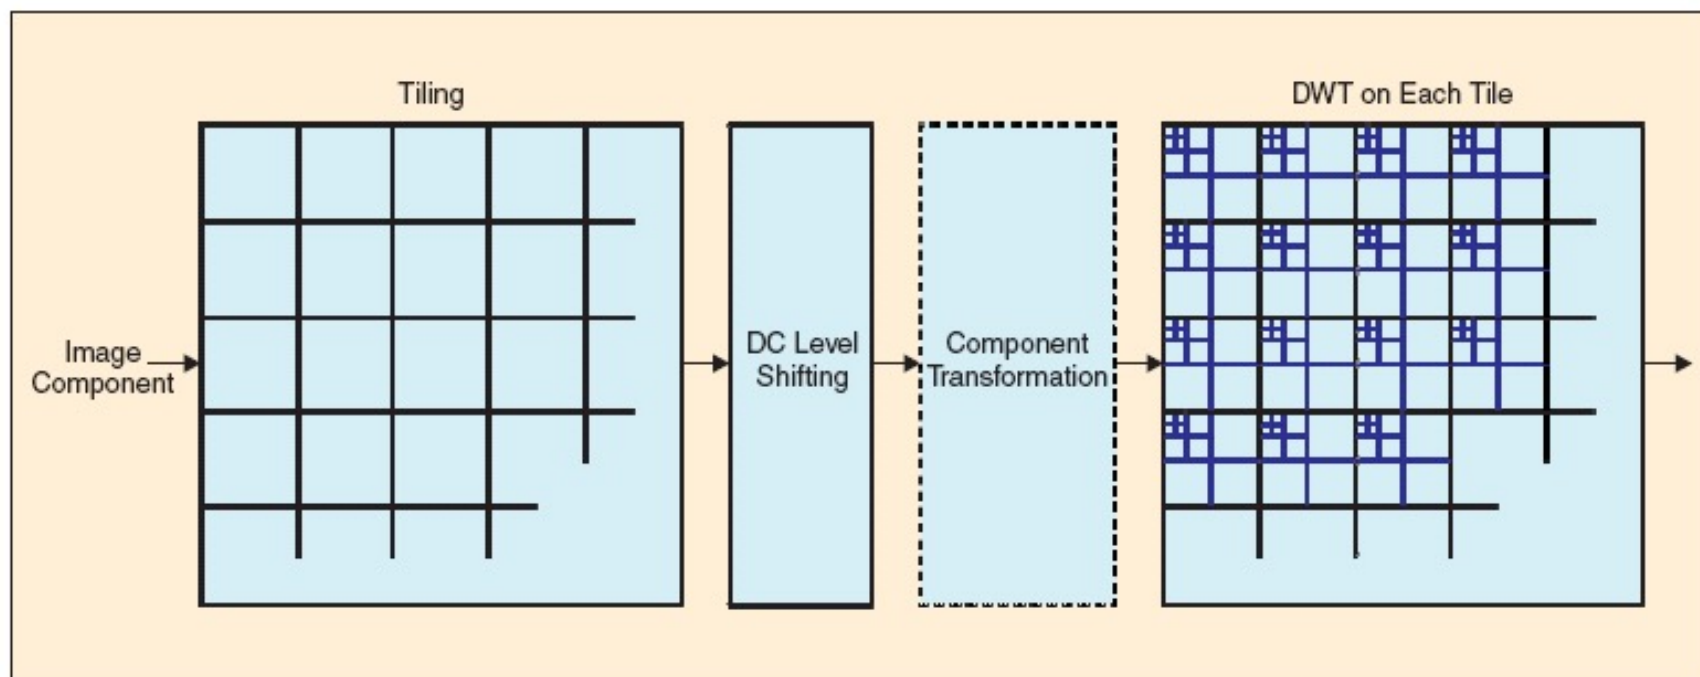 Tiling
DWT on Each Tile
Image
Component
DC Level
Shifting
Component
Transformation